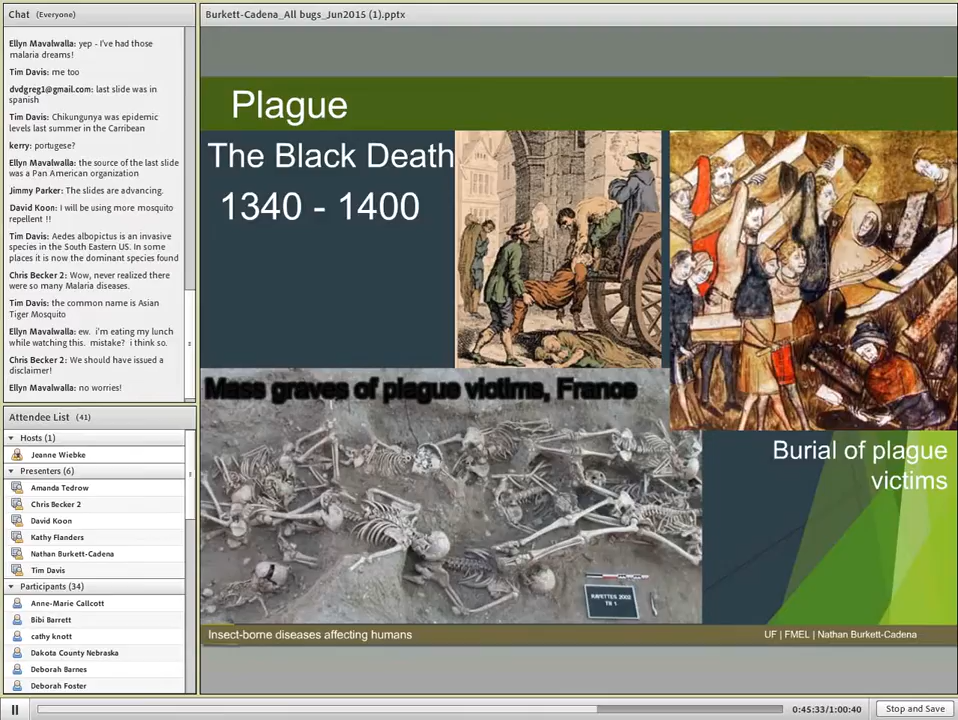 Chat (Everyone)
Ellyn Mavalwalla: yep - I've had those
malaria dreams!
Tim Davis: me too
dvdgreg1@gmail.com: last slide was in
spanish
Tim Davis: Chikungunya was epidemic
levels last summer in the Carribean
kerry: portugese?
Ellyn Mavalwalla: the source of the last slide
was a Pan American organization
Jimmy Parker: The slides are advancing.
David Koon: I will be using more mosquito
repellent !!
Tim Davis: Aedes albopictus is an invasive
species in the South Eastern US. In some
places it is now the dominant species found
Chris Becker 2: Wow, never realized there
were so many Malaria diseases.
Tim Davis: the common name is Asian
Tiger Mosquito
Ellyn Mavalwalla: ew. i'm eating my lunch
while watching this. mistake? i think so.
Chris Becker 2: We should have issued a
disclaimer!
Ellyn Mavalwalla: no worries!
Attendee List (41)
Hosts (1)
Jeanne Wiebke
Presenters (6)
Amanda Tedrow
Chris Becker 2
David Koon
Kathy Flanders
Nathan Burkett-Cadena
Tim Davis
Participants (34)
Anne-Marie Callcott
Bibi Barrett
cathy knott
Dakota County Nebraska
Deborah Barnes
Deborah Foster
Burkett-Cadena_All bugs_Jun2015 (1).pptx
Plague
The Black Death
1340 - 1400
Mass graves of plague victims, France
Burial of plague
victims
2002
TR 1
Insect-borne diseases affecting humans
UF | FMEL | Nathan Burkett-Cadena
0:45:33/1:00:40
Stop and Save